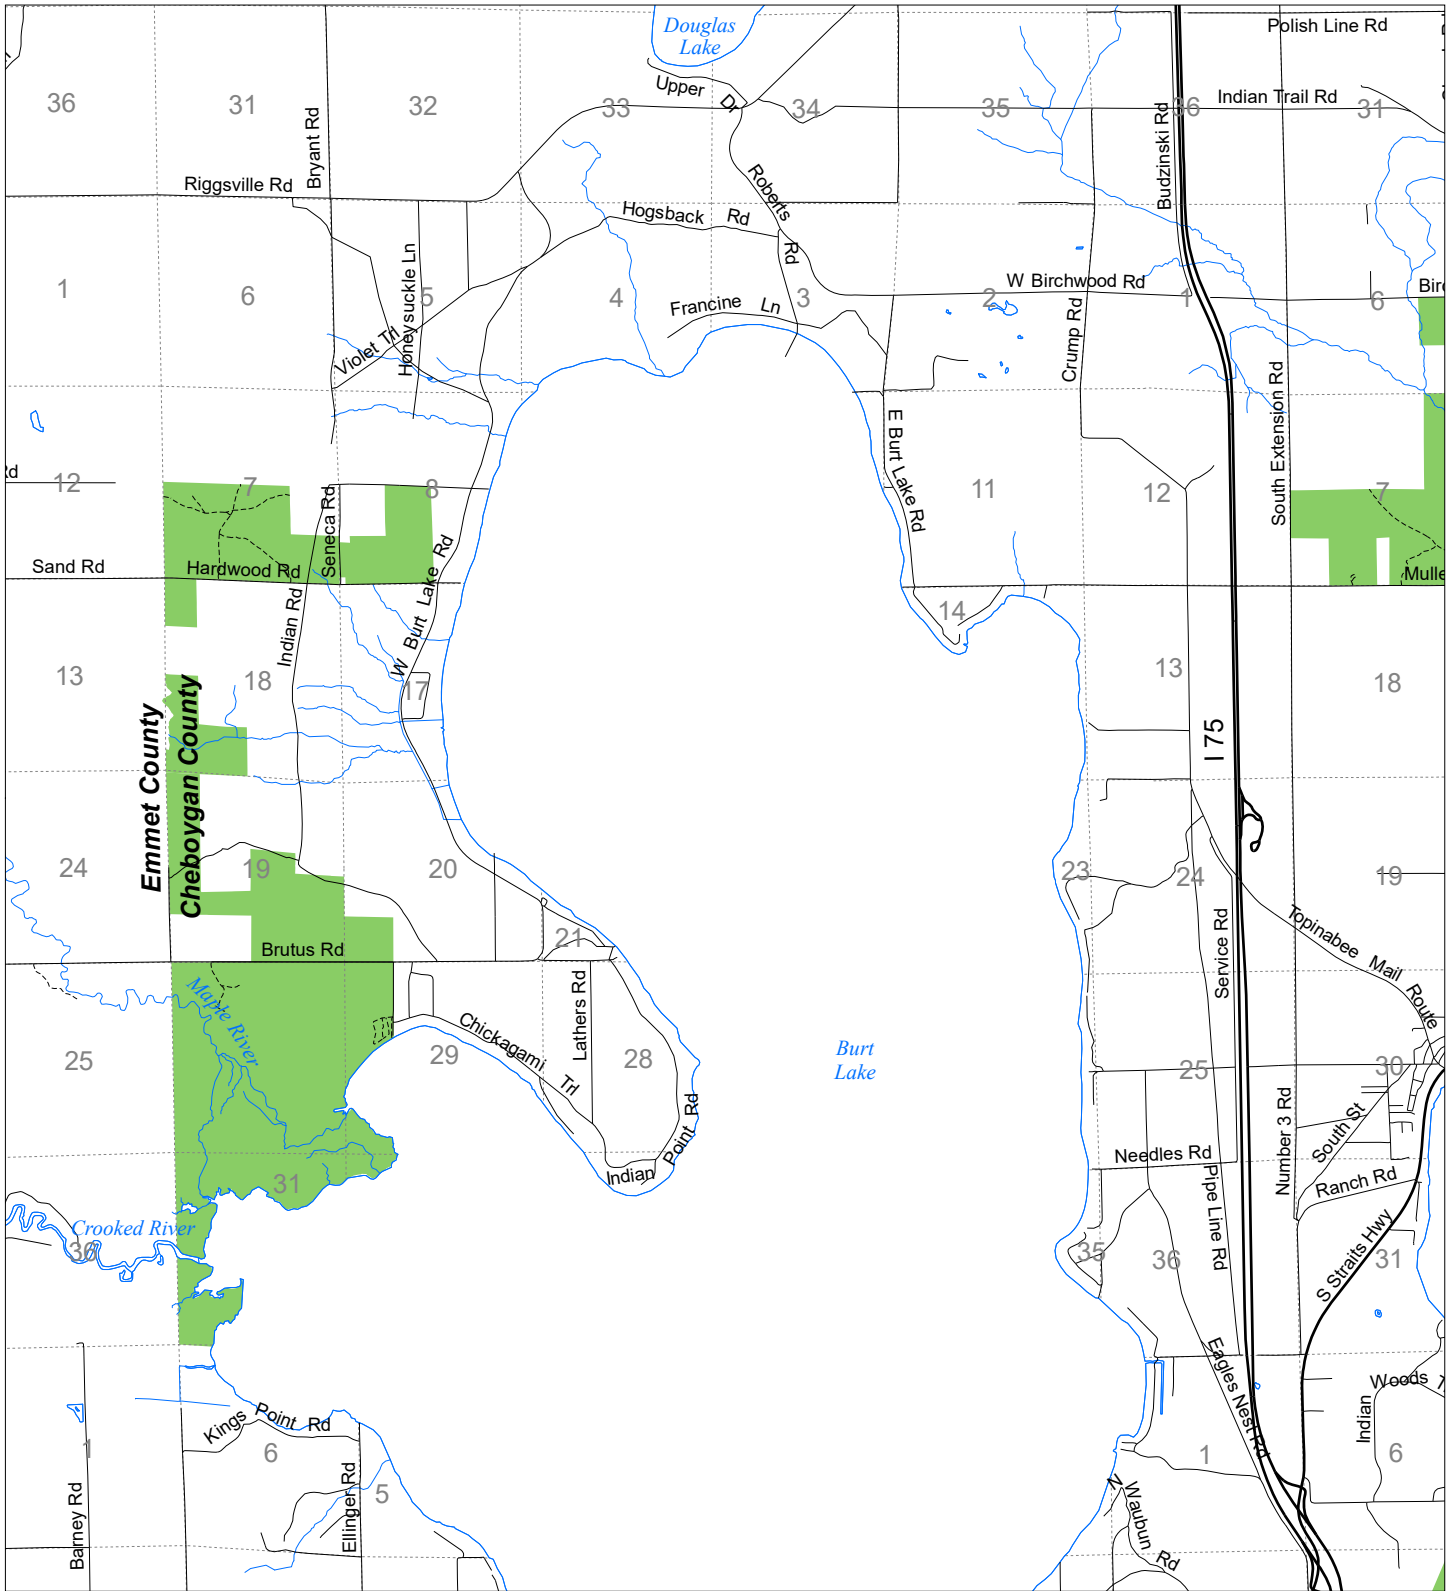 Douglas
Lake
Polish Line Rd
Upper Dr
36
31
32
33
34
35
36
Indian Trail Rd
31
Bryant Rd
Budzinski Rd
Riggsville Rd
Roberts Rd
Hogsback Rd
1
6
Honeysuckle Ln
5
4
3
Francine Ln
W Birchwood Rd
2
1
6
Crump Rd
Violet Trl
South Extension Rd
E Burt Lake Rd
Rd
12
7
8
11
12
7
Seneca Rd
Sand Rd
Hardwood Rd
W Burt Lake Rd
Indian Rd
14
13
18
17
13
18
Emmet County
Cheboygan County
I 75
24
19
20
23
24
19
Brutus Rd
21
Service Rd
Topinabee Mail Route
Maple River
Lathers Rd
Chickagami Trl
25
29
28
Burt
Lake
25
30
Number 3 Rd
South St
Point Rd
Indian
Needles Rd
Pipe Line Rd
Ranch Rd
31
Crooked River
36
35
36
31
S Straits Hwy
Eagles Nest Rd
Woods
Indian
Kings Point Rd
1
6
5
1
6
Barney Rd
Ellinger Rd
N Waubun Rd